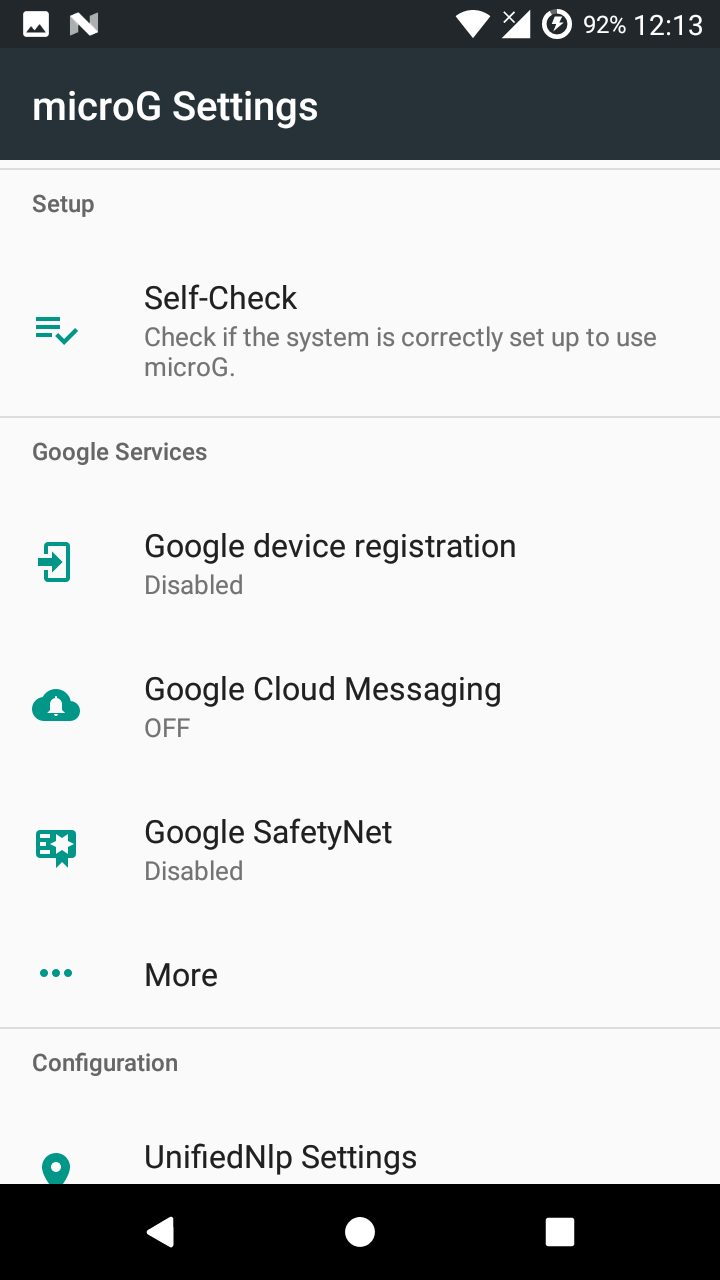 92% 12:13
microG Settings
Setup
Self-Check
Check if the system is correctly set up to use
microG.
Google Services
Google device registration
Disabled
Google Cloud Messaging
OFF
Google SafetyNet
Disabled
More
Configuration
UnifiedNlp Settings